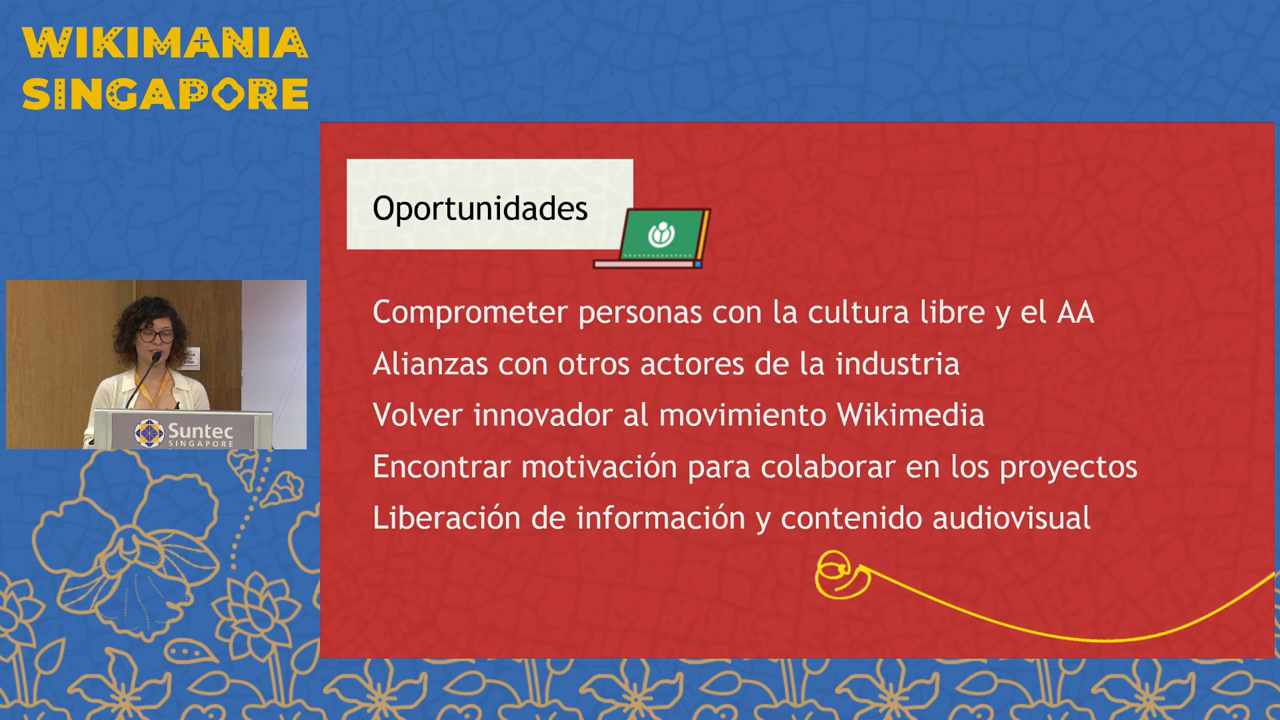 WIKIMANIA
SINGAPORE
Oportunidades
Comprometer personas con la cultura libre y el AA
Alianzas con otros actores de la industria
Volver innovador al movimiento Wikimedia
Encontrar motivación para colaborar en los proyectos
Liberación de información y contenido audiovisual
Suntec
SINGAPORE